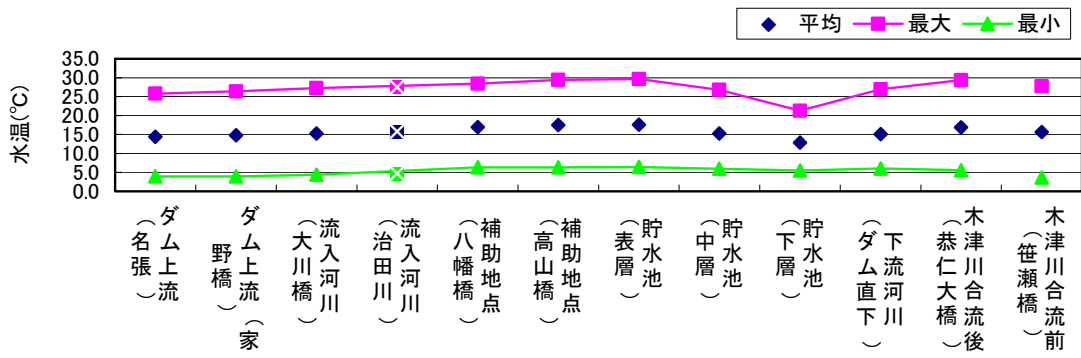 平均 最大 最小
水温(℃)
35.0
30.0
25.0
20.0
15.0
10.0
5.0
0.0
ダム上流
（名張）
ダム上流（家
野橋）
流入河川
（大川橋）
流入河川
（治田川）
補助地点
（八幡橋）
補助地点
（高山橋）
貯水池
（表層）
貯水池
（中層）
貯水池
（下層）
下流河川
（ダム直下）
木津川合流後
（恭仁大橋）
木津川合流前
（笹瀬橋）